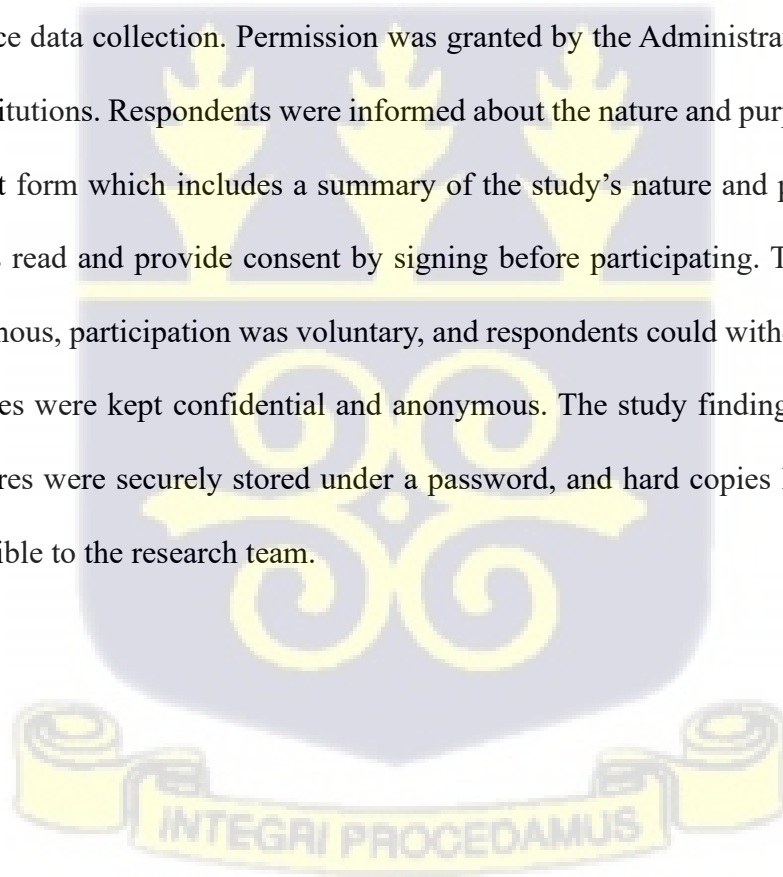 ce data collection. Permission was granted by the Administra
itutions. Respondents were informed about the nature and pur
t form which includes a summary of the study’s nature and p
s read and provide consent by signing before participating. T
nous, participation was voluntary, and respondents could with
es were kept confidential and anonymous. The study finding
res were securely stored under a password, and hard copies
ible to the research team.
INTEGRI PROCEDAMUS